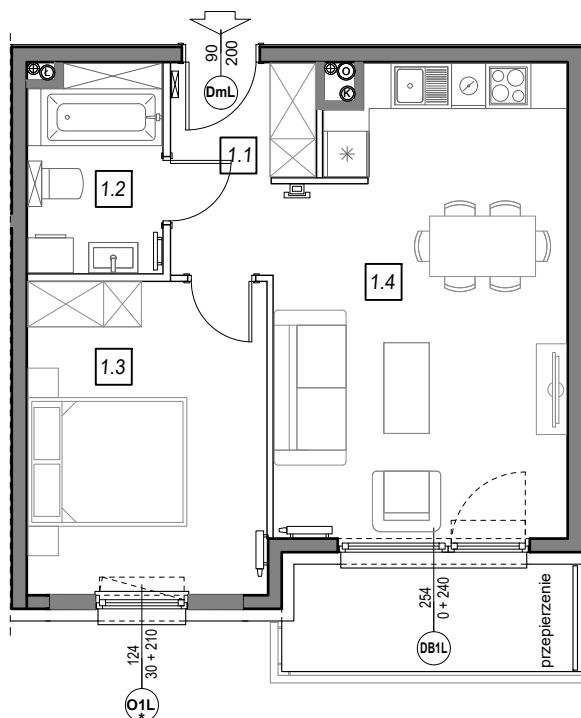 90
200
DmL
Ł
O
K
1.1
1.2
1.4
1.3
254
0 + 240
DB1L
przepierzenie
124
30 + 210
O1L
*